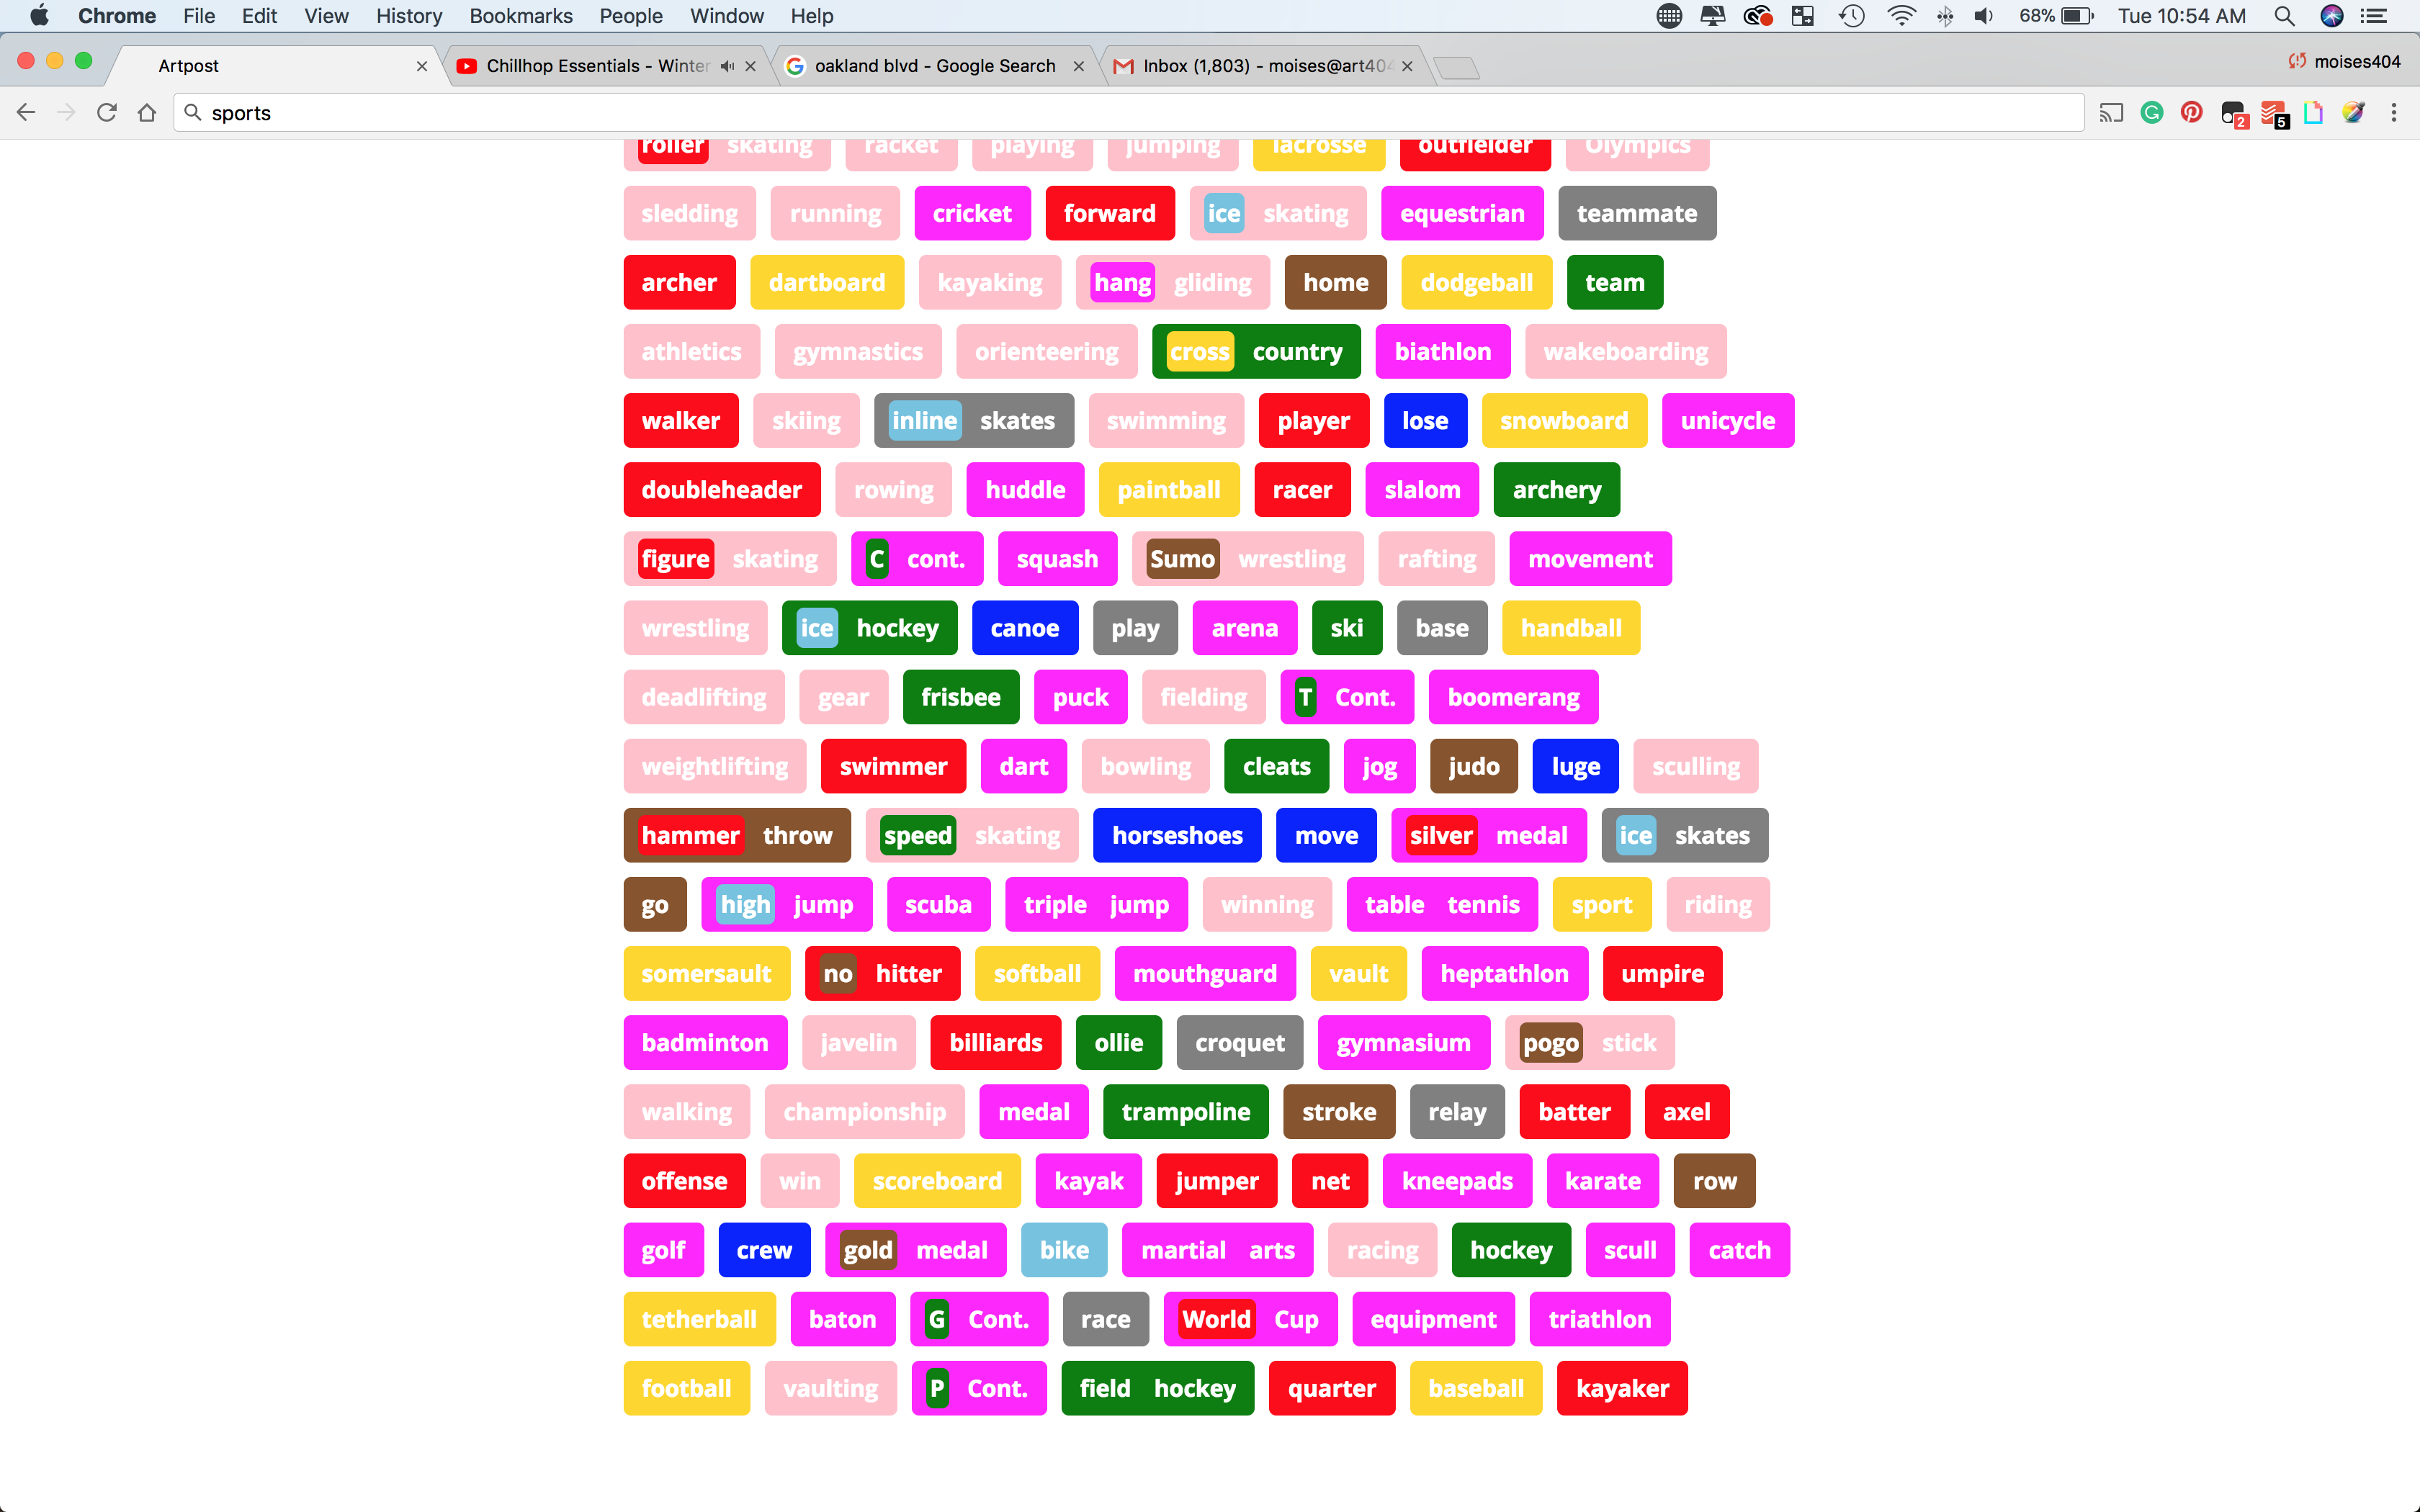 Chrome File Edit View History Bookmarks People Window Help 68% Tue 10:54 AM
Artpost Chillhop Essentials - Winter oakland blvd - Google Search Inbox (1,803) - moises@art404 moises404
sports 2 5
roller skating racket playing jumping lacrosse outfielder Olympics
sledding running cricket forward ice skating equestrian teammate
archer dartboard kayaking hang gliding home dodgeball team
athletics gymnastics orienteering cross country biathlon wakeboarding
walker skiing inline skates swimming player lose snowboard unicycle
doubleheader rowing huddle paintball racer slalom archery
figure skating C cont. squash Sumo wrestling rafting movement
wrestling ice hockey canoe play arena ski base handball
deadlifting gear frisbee puck fielding T Cont. boomerang
weightlifting swimmer dart bowling cleats jog judo luge sculling
hammer throw speed skating horseshoes move silver medal ice skates
go high jump scuba triple jump winning table tennis sport riding
somersault no hitter softball mouthguard vault heptathlon umpire
badminton javelin billiards ollie croquet gymnasium pogo stick
walking championship medal trampoline stroke relay batter axel
offense win scoreboard kayak jumper net kneepads karate row
golf crew gold medal bike martial arts racing hockey scull catch
tetherball baton G Cont. race World Cup equipment triathlon
football vaulting P Cont. field hockey quarter baseball kayaker